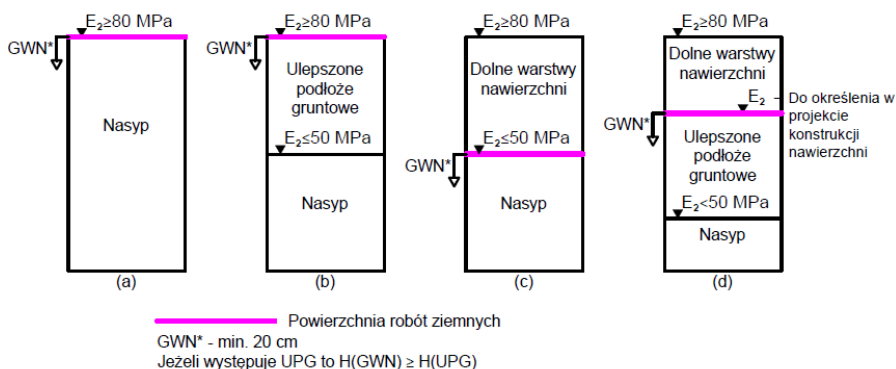 E₂≥80 MPa
GWN*
Nasyp
(a)
E₂≥80 MPa
GWN*
Ulepszone
podłoże
gruntowe
E₂≤50 MPa
Nasyp
(b)
E₂≥80 MPa
Dolne warstwy
nawierzchni
E₂≤50 MPa
GWN*
Nasyp
(c)
E₂≥80 MPa
Dolne warstwy
nawierzchni
E₂ – Do określenia w
projekcie
konstrukcji
nawierzchni
GWN*
Ulepszone
podłoże
gruntowe
E₂<50 MPa
Nasyp
(d)
Powierzchnia robót ziemnych
GWN* - min. 20 cm
Jeżeli występuje UPG to H(GWN) ≥ H(UPG)